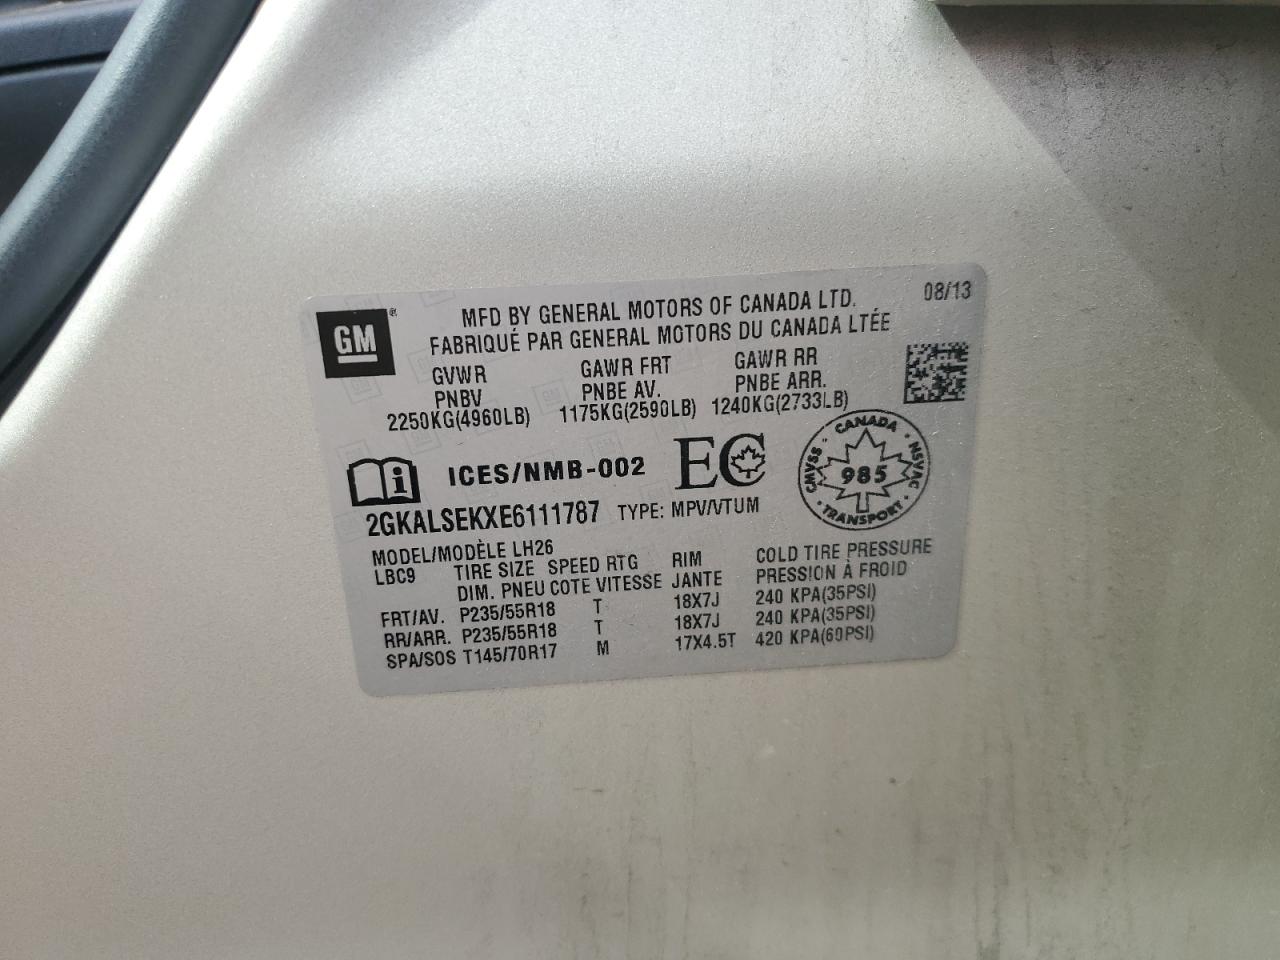 GM
MFD BY GENERAL MOTORS OF CANADA LTD. 08/13
FABRIQUÉ PAR GENERAL MOTORS DU CANADA LTÉE
GVWR GAWR FRT GAWR RR
PNBV PNBE AV. PNBE ARR.
2250KG(4960LB) 1175KG(2590LB) 1240KG(2733LB)
ICES/NMB-002 EC
CANADA
CMVSS 985 NSVAC
TRANSPORT
2GKALSEKXE6111787 TYPE: MPV/VTUM
MODEL/MODÈLE LH26
LBC9 TIRE SIZE SPEED RTG RIM COLD TIRE PRESSURE
DIM. PNEU COTE VITESSE JANTE PRESSION À FROID
FRT/AV. P235/55R18 T 18X7J 240 KPA(35PSI)
RR/ARR. P235/55R18 T 18X7J 240 KPA(35PSI)
SPA/SOS T145/70R17 M 17X4.5T 420 KPA(60PSI)